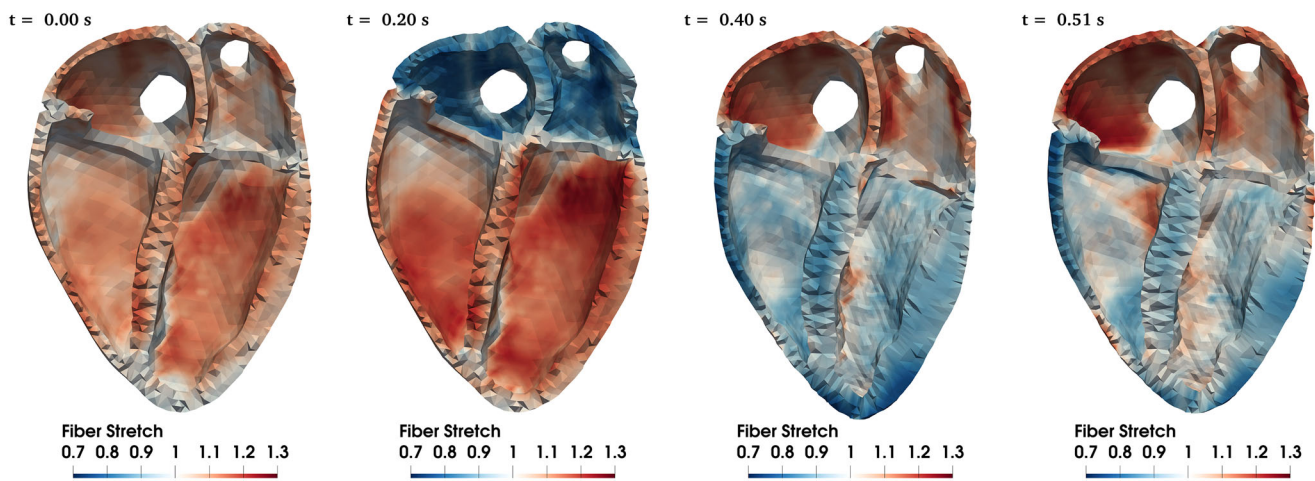 t = 0.00 s
t = 0.20 s
t = 0.40 s
t = 0.51 s
Fiber Stretch
0.7 0.8 0.9 1 1.1 1.2 1.3
Fiber Stretch
0.7 0.8 0.9 1 1.1 1.2 1.3
Fiber Stretch
0.7 0.8 0.9 1 1.1 1.2 1.3
Fiber Stretch
0.7 0.8 0.9 1 1.1 1.2 1.3